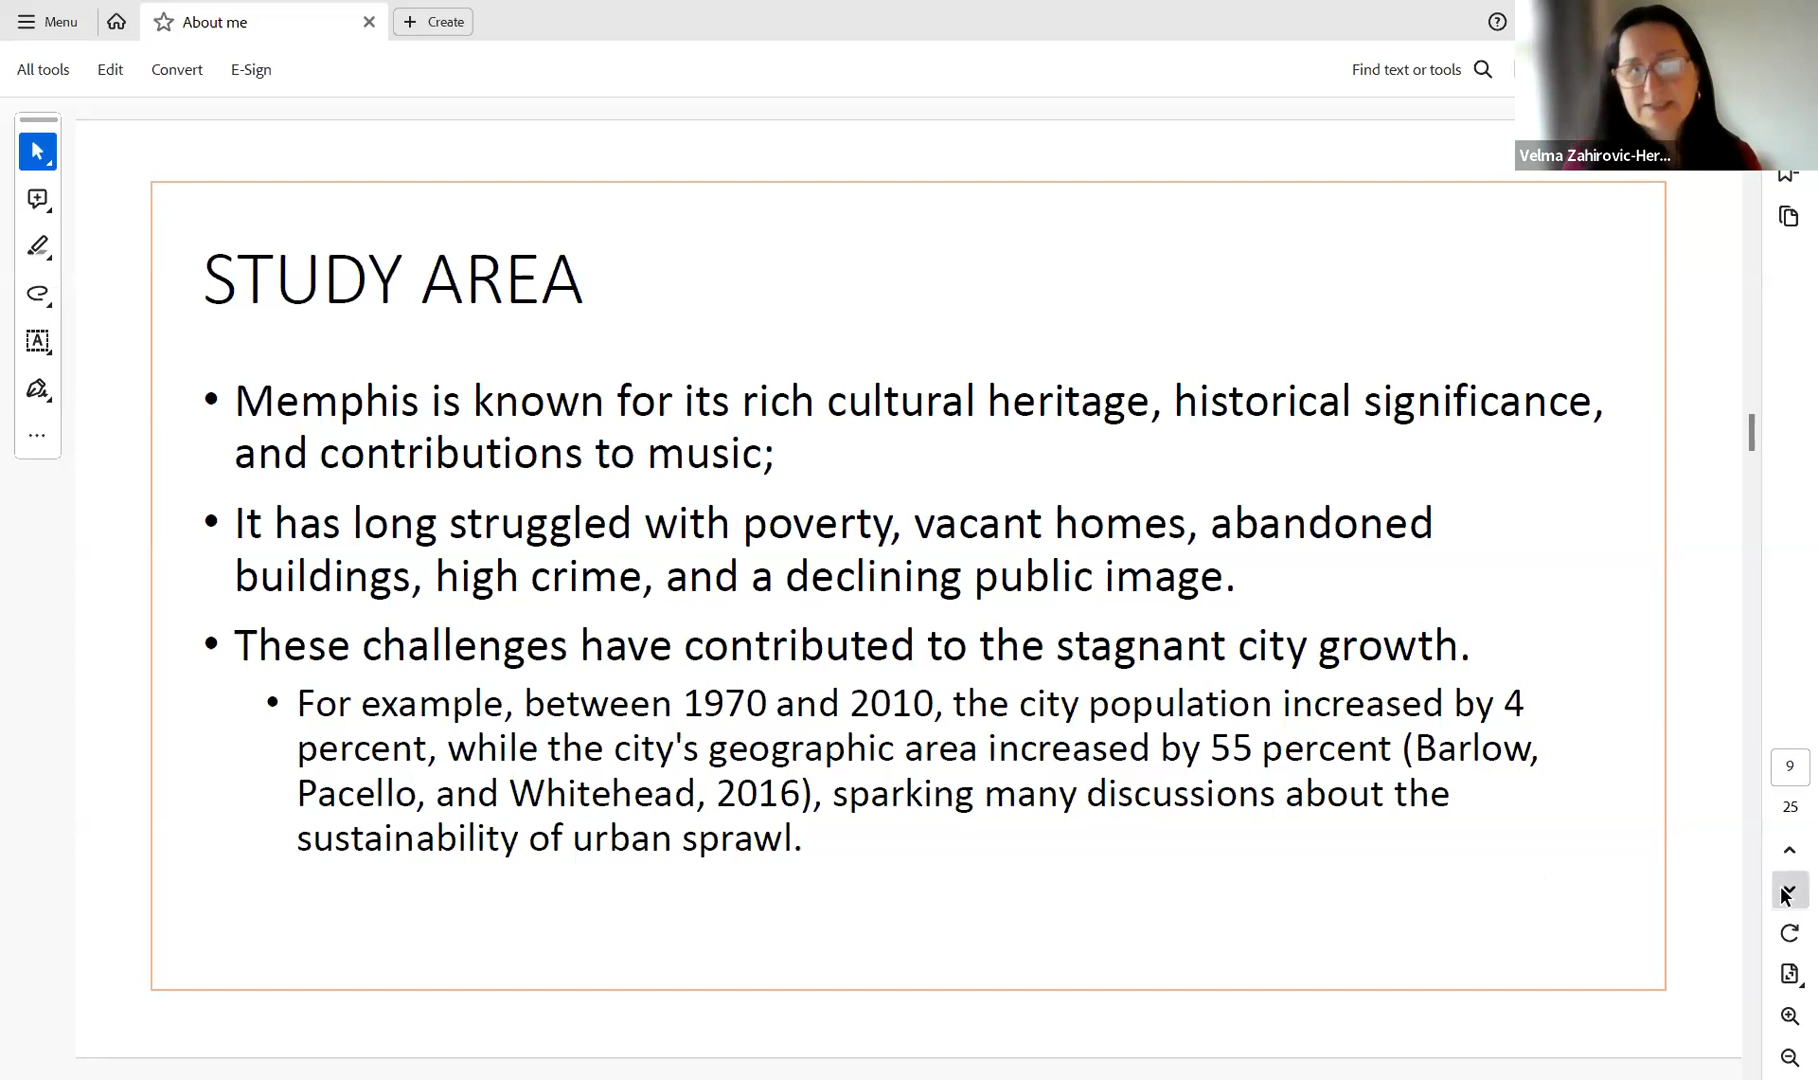 Menu
About me
Create
All tools
Edit
Convert
E-Sign
Find text or tools
Velma Zahirovic-Her...
STUDY AREA
• Memphis is known for its rich cultural heritage, historical significance,
and contributions to music;
• It has long struggled with poverty, vacant homes, abandoned
buildings, high crime, and a declining public image.
• These challenges have contributed to the stagnant city growth.
• For example, between 1970 and 2010, the city population increased by 4
percent, while the city's geographic area increased by 55 percent (Barlow,
Pacello, and Whitehead, 2016), sparking many discussions about the
sustainability of urban sprawl.
9
25